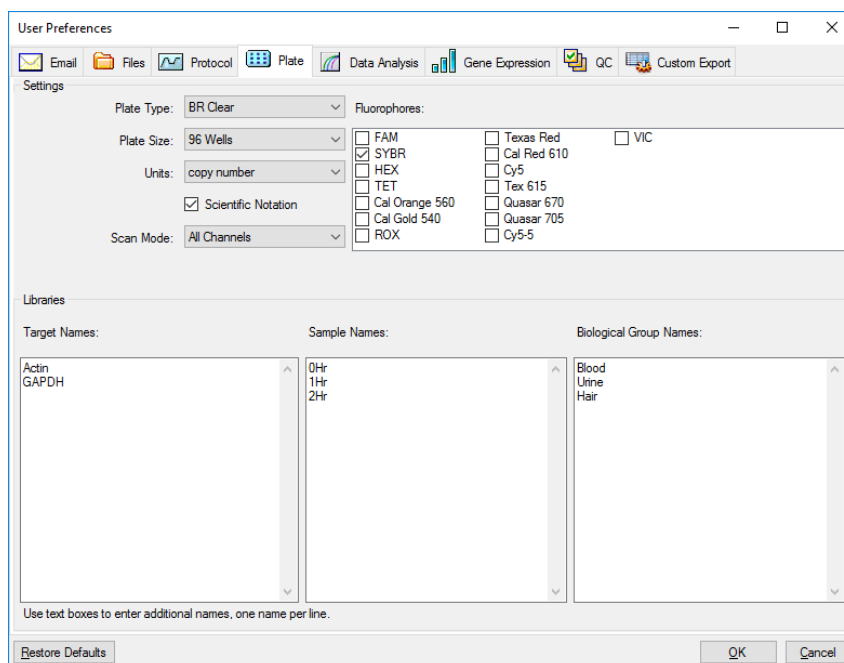 User Preferences
Email Files Protocol Plate Data Analysis Gene Expression QC Custom Export
Settings
Plate Type: BR Clear Fluorophores:
Plate Size: 96 Wells FAM Texas Red VIC
SYBR Cal Red 610
Units: copy number HEX Cy5
TET Tex 615
Scientific Notation Cal Orange 560 Quasar 670
Cal Gold 540 Quasar 705
Scan Mode: All Channels ROX Cy5-5
Libraries
Target Names: Sample Names: Biological Group Names:
Actin 0Hr Blood
GAPDH 1Hr Urine
2Hr Hair
Use text boxes to enter additional names, one name per line.
Restore Defaults OK Cancel